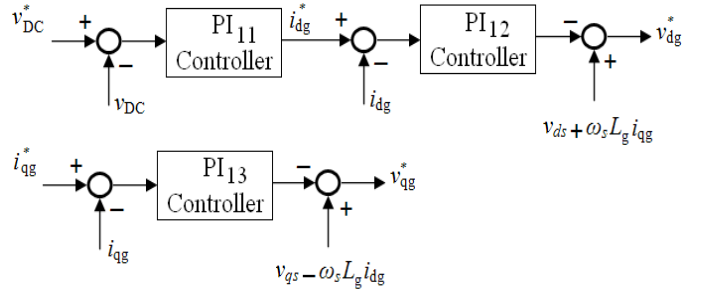 v*DC + − vDC
PI11 Controller
i*dg + − idg
PI12 Controller
− + v*dg
vds + ωsLgiqg
i*qg + − iqg
PI13 Controller
− + v*qg
vqs − ωsLgidg